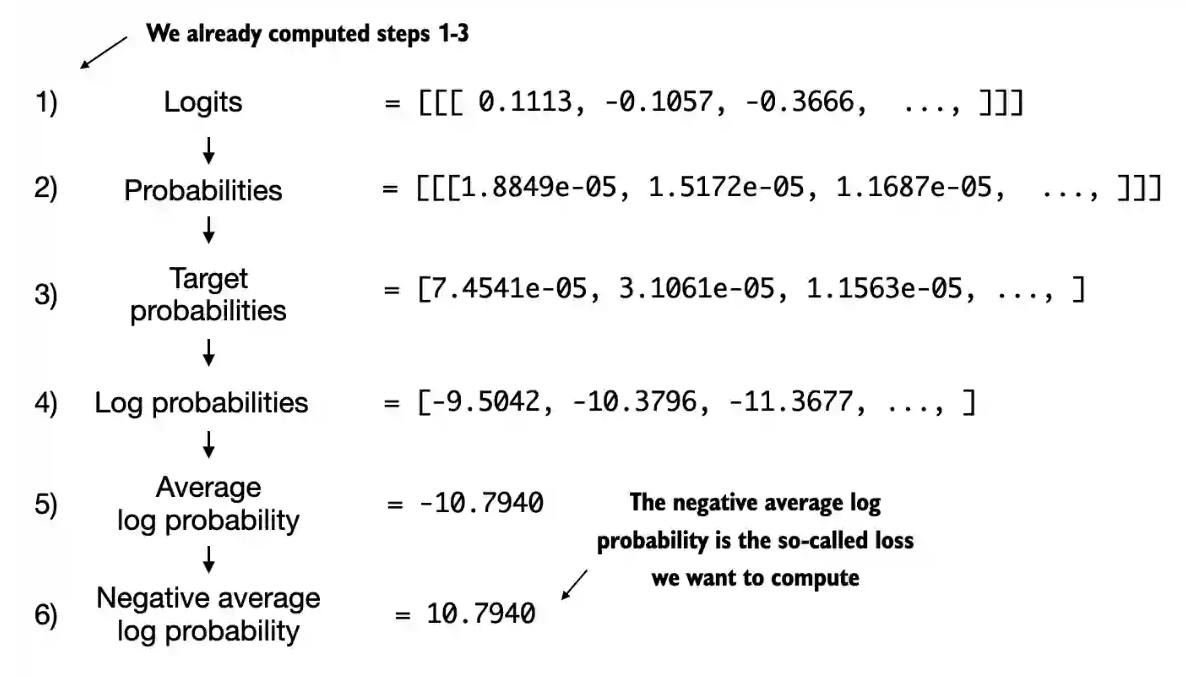 We already computed steps 1-3
1) Logits = [[[ 0.1113, -0.1057, -0.3666, ..., ]]]
2) Probabilities = [[[1.8849e-05, 1.5172e-05, 1.1687e-05, ..., ]]]
3) Target probabilities = [7.4541e-05, 3.1061e-05, 1.1563e-05, ..., ]
4) Log probabilities = [-9.5042, -10.3796, -11.3677, ..., ]
5) Average log probability = -10.7940
The negative average log
probability is the so-called loss
we want to compute
6) Negative average log probability = 10.7940